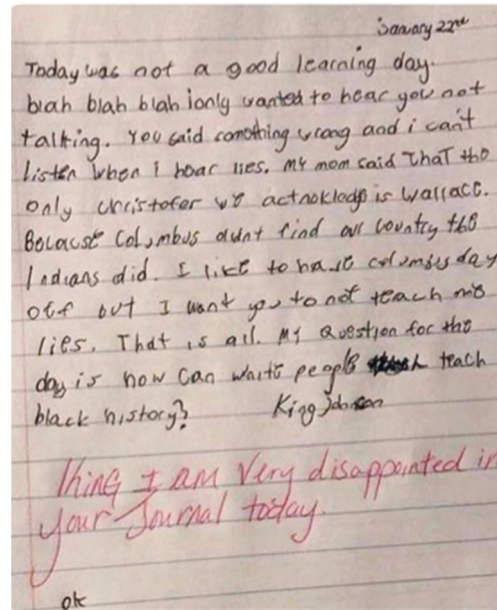 January 22nd
Today was not a good learning day.
blah blah blah ionly wanted to hear you not
talking. You said comothing wrong and i can't
listen when i hear lies. My mom said That the
only christofer we acknoklodge is wallace.
Because Columbus didnt find our country the
Indians did. I like to have columbus day
off but I want you to not teach me
lies. That is all. My Question for the
day is how can white people teach
black history?
King Johnson
King I am very disappointed in
your Journal today.
ok